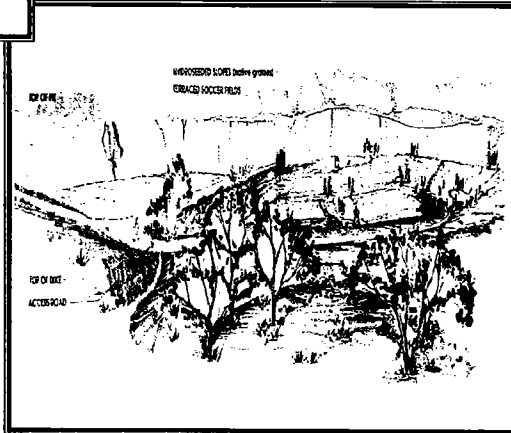 HYDROSEEDED SLOPES (native grasses)
TERRACED SOCCER FIELDS
TOP OF
TOP OF DIKE
ACCESS ROAD